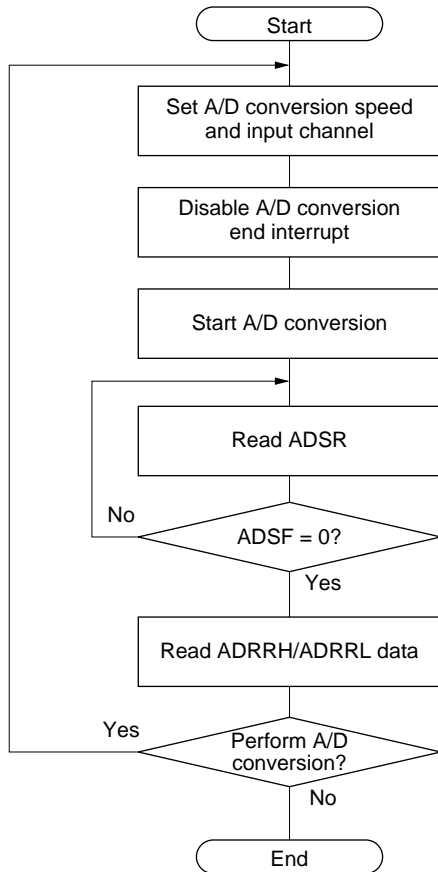 Start
Set A/D conversion speed
and input channel
Disable A/D conversion
end interrupt
Start A/D conversion
Read ADSR
No
ADSF = 0?
Yes
Read ADRRH/ADRRL data
Yes
Perform A/D
conversion?
No
End